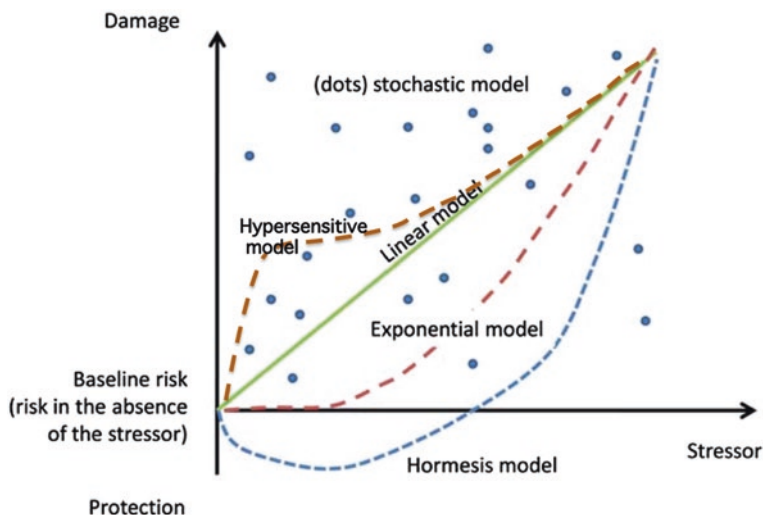 Damage
(dots) stochastic model
Hypersensitive
model
Linear model
Exponential model
Baseline risk
(risk in the absence
of the stressor)
Stressor
Hormesis model
Protection